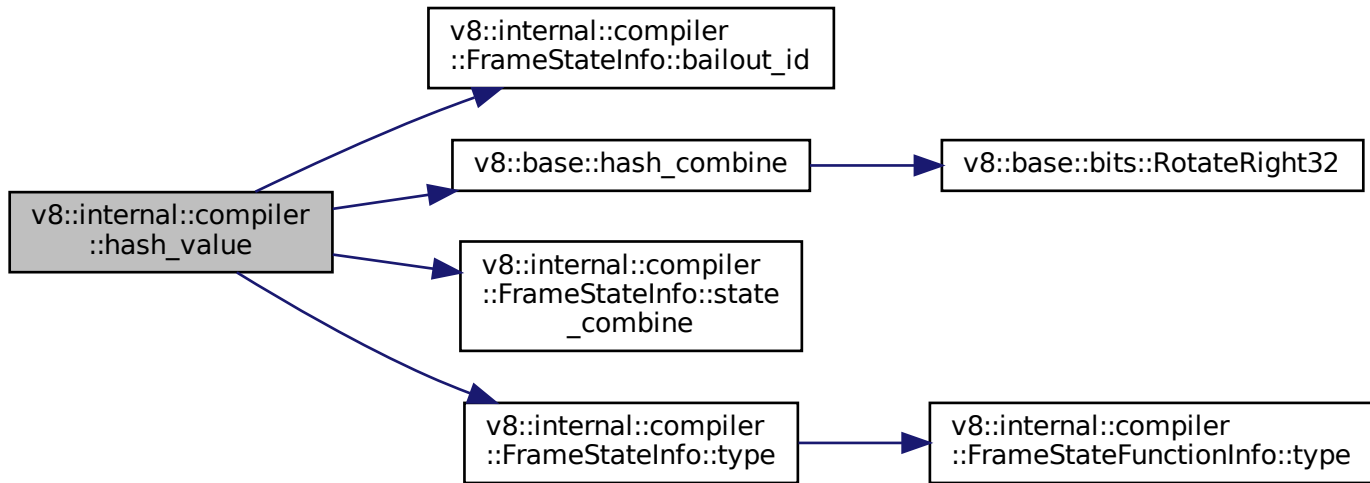 v8::internal::compiler
::hash_value
v8::internal::compiler
::FrameStateInfo::bailout_id
v8::base::hash_combine
v8::base::bits::RotateRight32
v8::internal::compiler
::FrameStateInfo::state
_combine
v8::internal::compiler
::FrameStateInfo::type
v8::internal::compiler
::FrameStateFunctionInfo::type